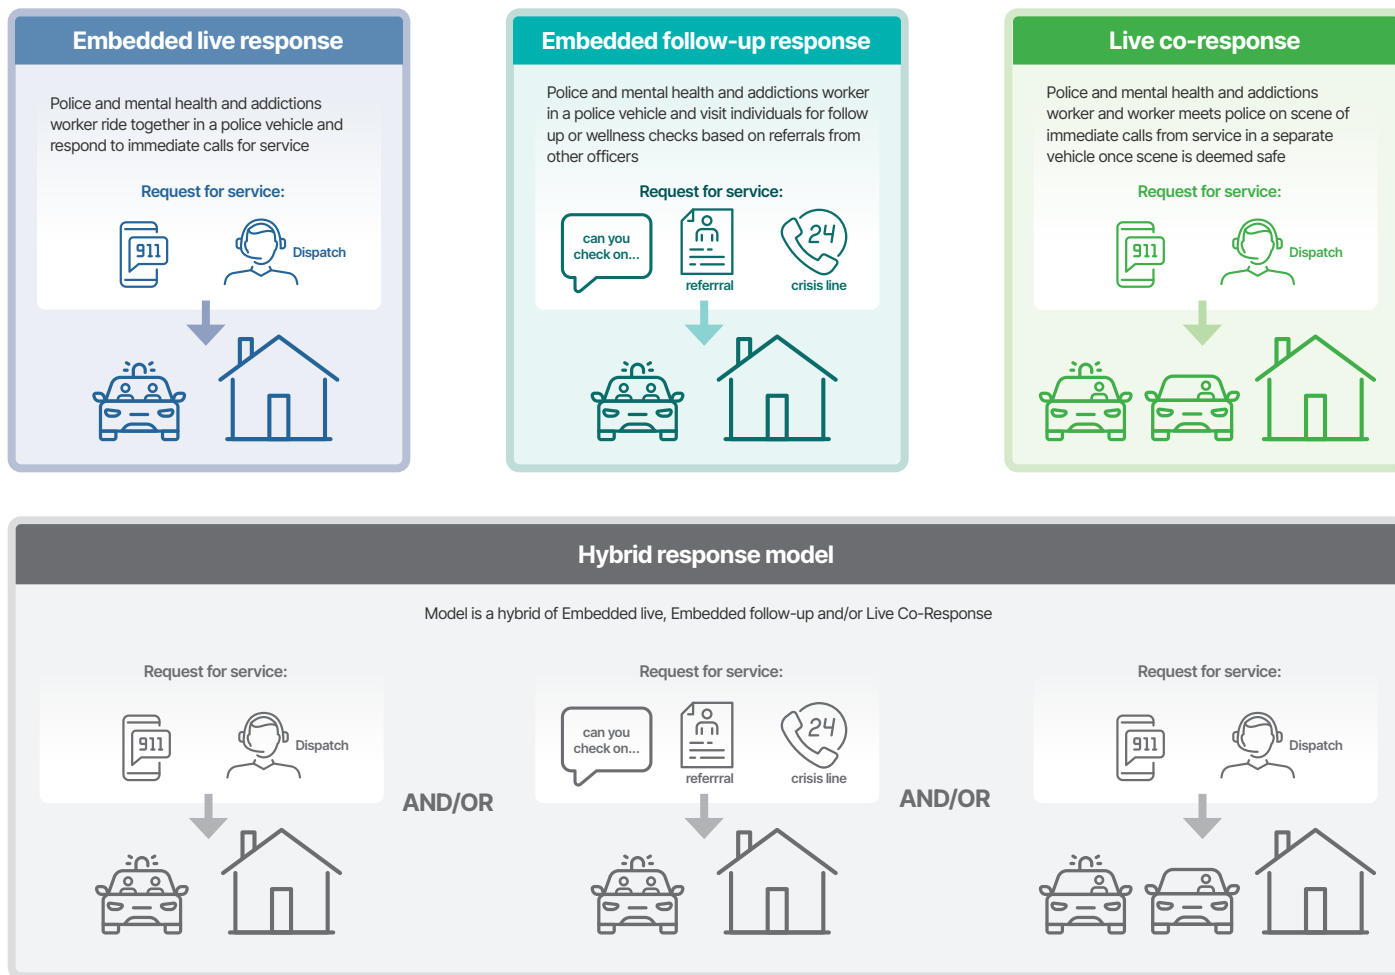 Embedded live response
Police and mental health and addictions
worker ride together in a police vehicle and
respond to immediate calls for service
Request for service:
911
Dispatch
Embedded follow-up response
Police and mental health and addictions worker
in a police vehicle and visit individuals for follow
up or wellness checks based on referrals from
other officers
Request for service:
can you
check on...
referrral
24
crisis line
Live co-response
Police and mental health and addictions
worker and worker meets police on scene of
immediate calls from service in a separate
vehicle once scene is deemed safe
Request for service:
911
Dispatch
Hybrid response model
Model is a hybrid of Embedded live, Embedded follow-up and/or Live Co-Response
Request for service:
911
Dispatch
AND/OR
Request for service:
can you
check on...
referrral
24
crisis line
AND/OR
Request for service:
911
Dispatch